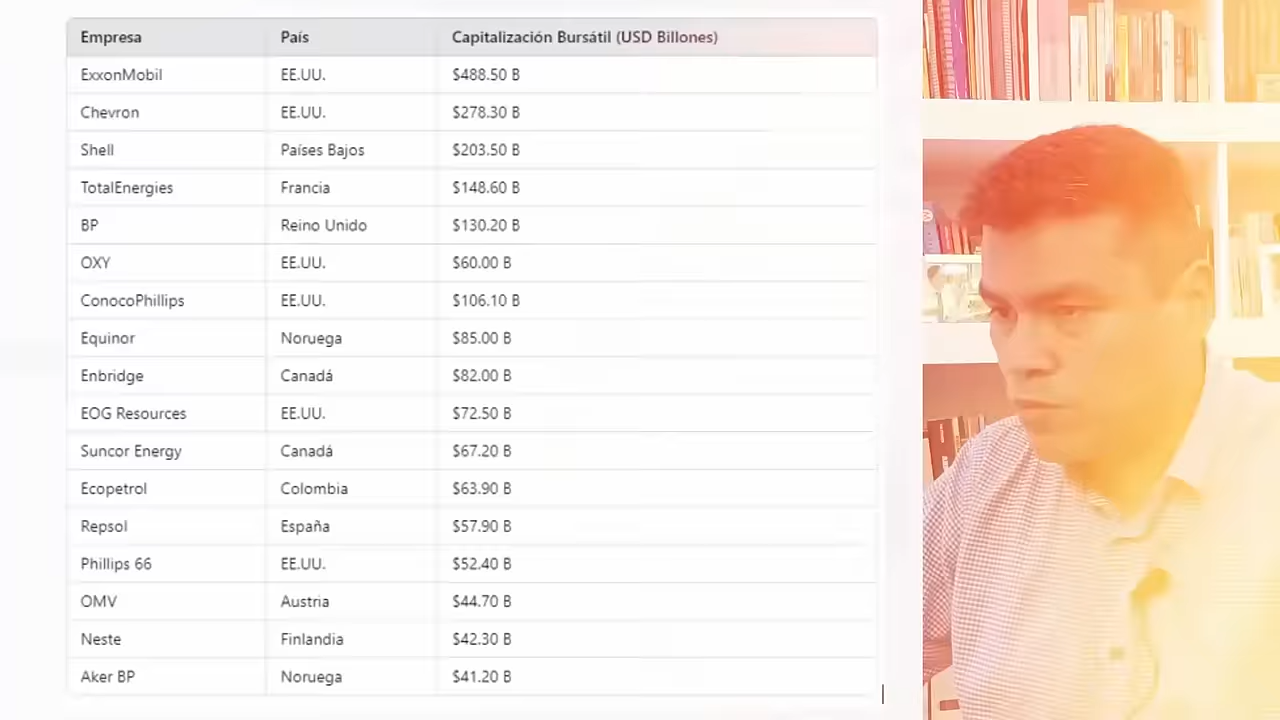 Empresa País Capitalización Bursátil (USD Billones)
ExxonMobil EE.UU. $488.50 B
Chevron EE.UU. $278.30 B
Shell Países Bajos $203.50 B
TotalEnergies Francia $148.60 B
BP Reino Unido $130.20 B
OXY EE.UU. $60.00 B
ConocoPhillips EE.UU. $106.10 B
Equinor Noruega $85.00 B
Enbridge Canadá $82.00 B
EOG Resources EE.UU. $72.50 B
Suncor Energy Canadá $67.20 B
Ecopetrol Colombia $63.90 B
Repsol España $57.90 B
Phillips 66 EE.UU. $52.40 B
OMV Austria $44.70 B
Neste Finlandia $42.30 B
Aker BP Noruega $41.20 B